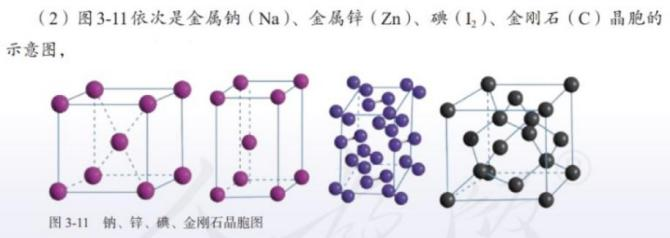 （2）图3-11依次是金属钠（Na）、金属锌（Zn）、碘（I₂）、金刚石（C）晶胞的
示意图，
图 3-11 钠、锌、碘、金刚石晶胞图